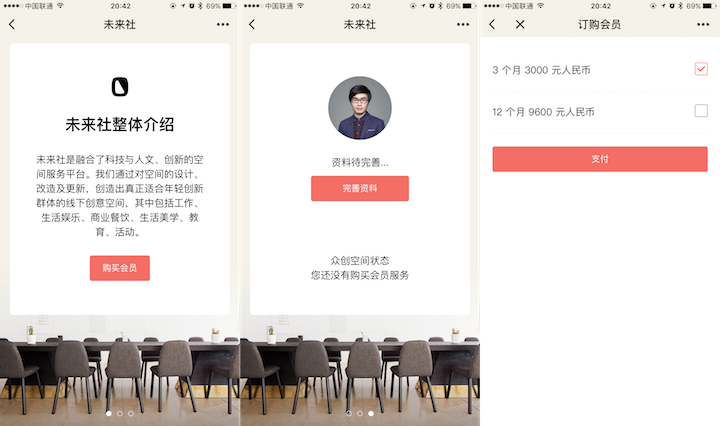 中国联通
20:42
69%
未来社
未来社整体介绍
未来社是融合了科技与人文、创新的空
间服务平台。我们通过对空间的设计、
改造及更新，创造出真正适合年轻创新
群体的线下创意空间，其中包括工作、
生活娱乐、商业餐饮、生活美学、教
育、活动。
购买会员
中国联通
20:42
69%
未来社
资料待完善...
完善资料
众创空间状态
您还没有购买会员服务
中国联通
20:42
69%
订购会员
3 个月 3000 元人民币
12 个月 9600 元人民币
支付